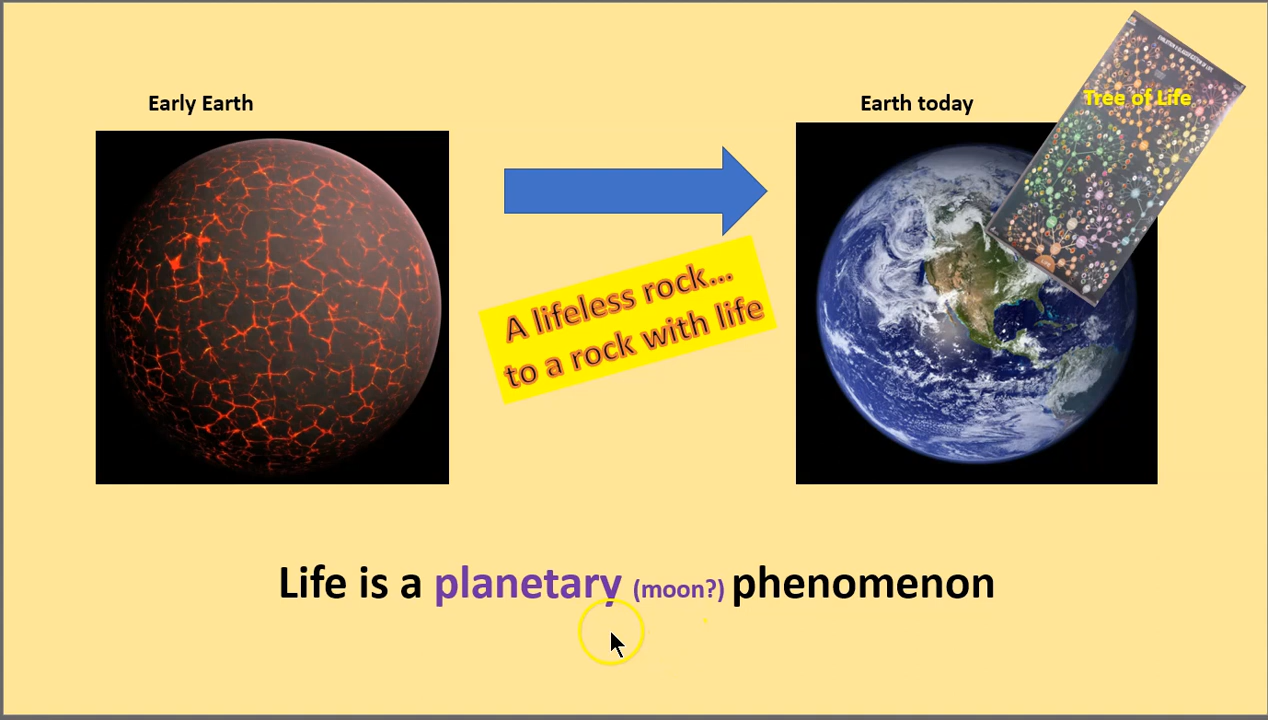 Early Earth
Earth today
Tree of Life
A lifeless rock...
to a rock with life
Life is a planetary (moon?) phenomenon